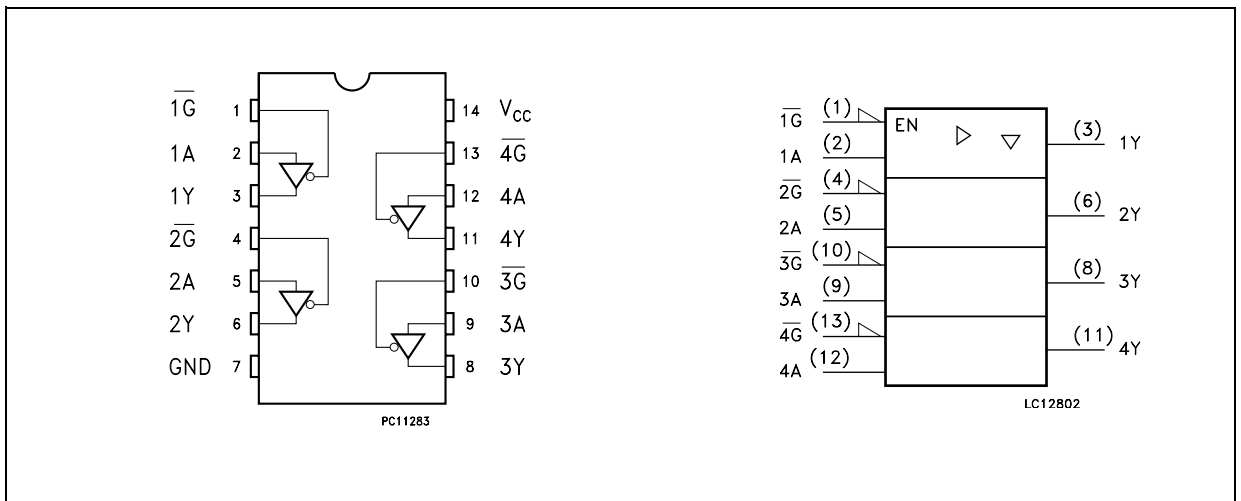 1G̅ 1 14 VCC
1A 2 13 4G̅
1Y 3 12 4A
2G̅ 4 11 4Y
2A 5 10 3G̅
2Y 6 9 3A
GND 7 8 3Y
PC11283
1G̅ (1) EN
1A (2) (3) 1Y
2G̅ (4)
2A (5) (6) 2Y
3G̅ (10)
3A (9) (8) 3Y
4G̅ (13)
4A (12) (11) 4Y
LC12802